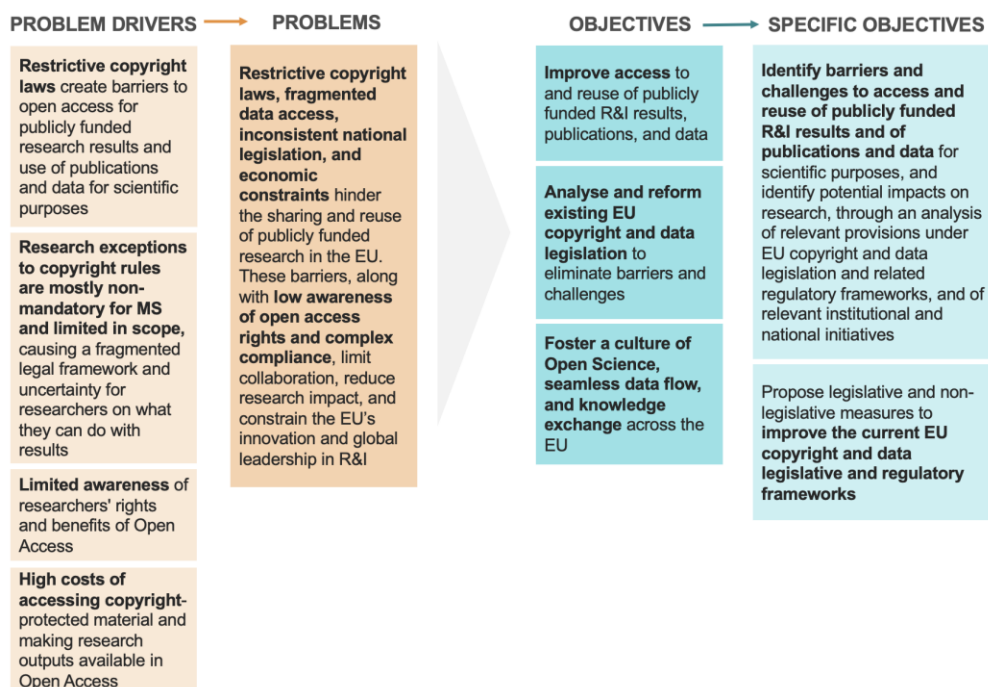 PROBLEM DRIVERS
PROBLEMS
OBJECTIVES
SPECIFIC OBJECTIVES
Restrictive copyright
laws create barriers to
open access for
publicly funded
research results and
use of publications
and data for scientific
purposes
Research exceptions
to copyright rules
are mostly non-
mandatory for MS
and limited in scope,
causing a fragmented
legal framework and
uncertainty for
researchers on what
they can do with
results
Limited awareness of
researchers' rights
and benefits of Open
Access
High costs of
accessing copyright-
protected material and
making research
outputs available in
Open Access
Restrictive copyright
laws, fragmented
data access,
inconsistent national
legislation, and
economic
constraints hinder
the sharing and reuse
of publicly funded
research in the EU.
These barriers, along
with low awareness
of open access
rights and complex
compliance, limit
collaboration, reduce
research impact, and
constrain the EU's
innovation and global
leadership in R&I
Improve access to
and reuse of publicly
funded R&I results,
publications, and data
Analyse and reform
existing EU
copyright and data
legislation to
eliminate barriers and
challenges
Foster a culture of
Open Science,
seamless data flow,
and knowledge
exchange across the
EU
Identify barriers and
challenges to access and
reuse of publicly funded
R&I results and of
publications and data for
scientific purposes, and
identify potential impacts on
research, through an analysis
of relevant provisions under
EU copyright and data
legislation and related
regulatory frameworks, and of
relevant institutional and
national initiatives
Propose legislative and non-
legislative measures to
improve the current EU
copyright and data
legislative and regulatory
frameworks